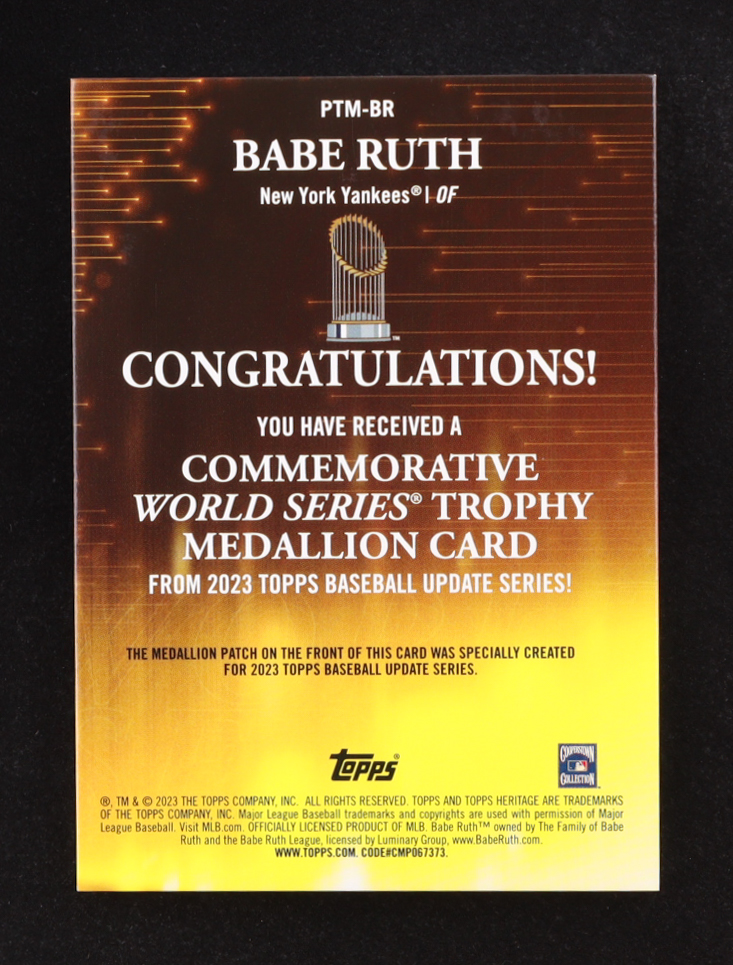 PTM-BR
BABE RUTH
New York Yankees® | OF
™
CONGRATULATIONS!
YOU HAVE RECEIVED A
COMMEMORATIVE
WORLD SERIES® TROPHY
MEDALLION CARD
FROM 2023 TOPPS BASEBALL UPDATE SERIES!
THE MEDALLION PATCH ON THE FRONT OF THIS CARD WAS SPECIALLY CREATED
FOR 2023 TOPPS BASEBALL UPDATE SERIES.
topps®
COOPERSTOWN
COLLECTION™
®, TM & © 2023 THE TOPPS COMPANY, INC. ALL RIGHTS RESERVED. TOPPS AND TOPPS HERITAGE ARE TRADEMARKS
OF THE TOPPS COMPANY, INC. Major League Baseball trademarks and copyrights are used with permission of Major
League Baseball. Visit MLB.com. OFFICIALLY LICENSED PRODUCT OF MLB. Babe Ruth™ owned by The Family of Babe
Ruth and the Babe Ruth League, licensed by Luminary Group, www.BabeRuth.com.
WWW.TOPPS.COM. CODE#CMP067373.